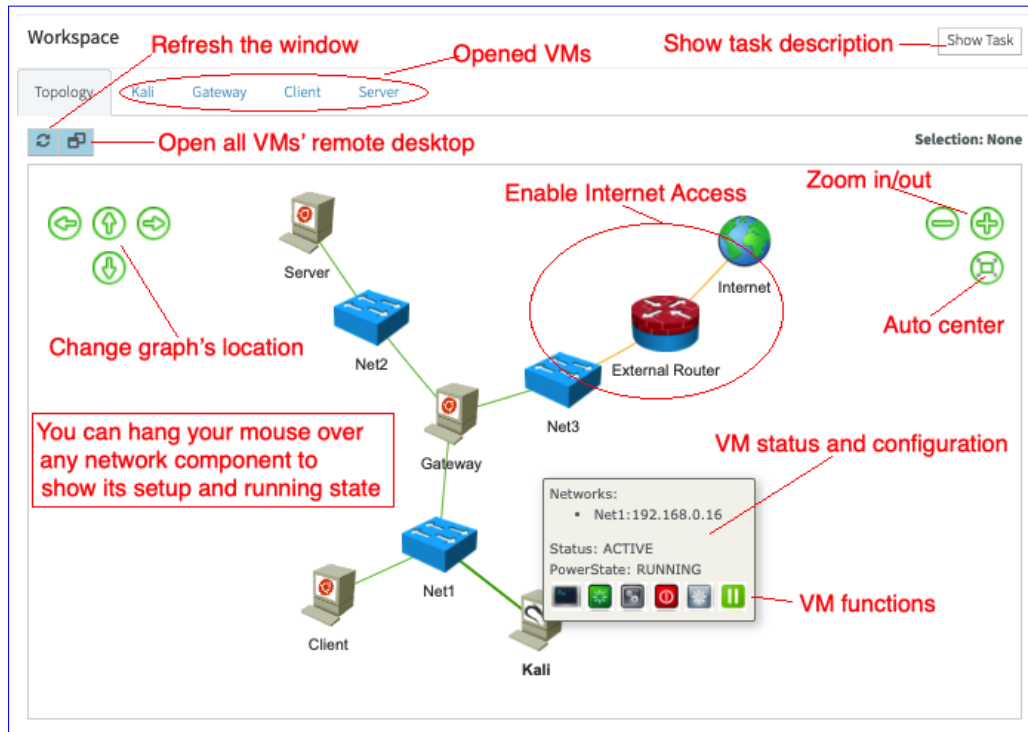 Workspace
Refresh the window
Opened VMs
Show task description
Show Task
Topology
Kali
Gateway
Client
Server
Open all VMs' remote desktop
Selection: None
Enable Internet Access
Zoom in/out
Server
Internet
Change graph's location
Auto center
Net2
External Router
Net3
You can hang your mouse over
any network component to
show its setup and running state
Gateway
VM status and configuration
Networks:
• Net1:192.168.0.16
Status: ACTIVE
PowerState: RUNNING
Net1
VM functions
Client
Kali